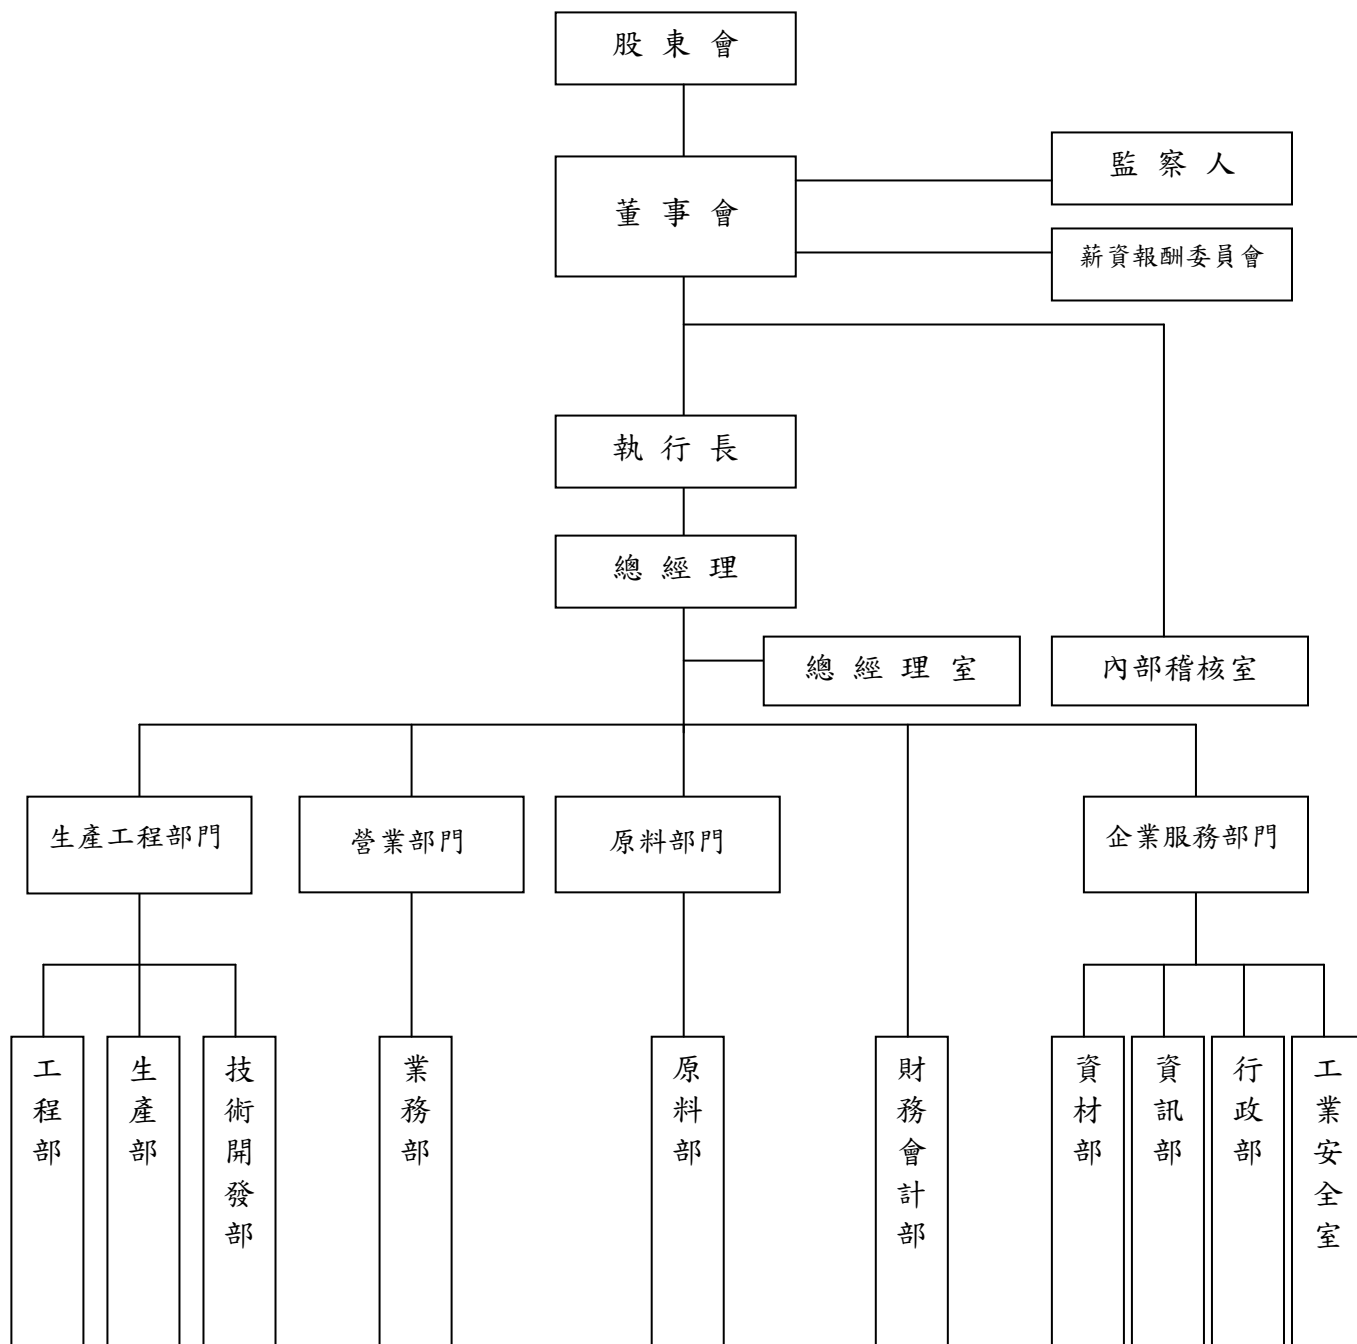 股東會
監察人
董事會
薪資報酬委員會
執行長
總經理
總經理室
內部稽核室
生產工程部門
營業部門
原料部門
企業服務部門
工程部
生產部
技術開發部
業務部
原料部
財務會計部
資材部
資訊部
行政部
工業安全室